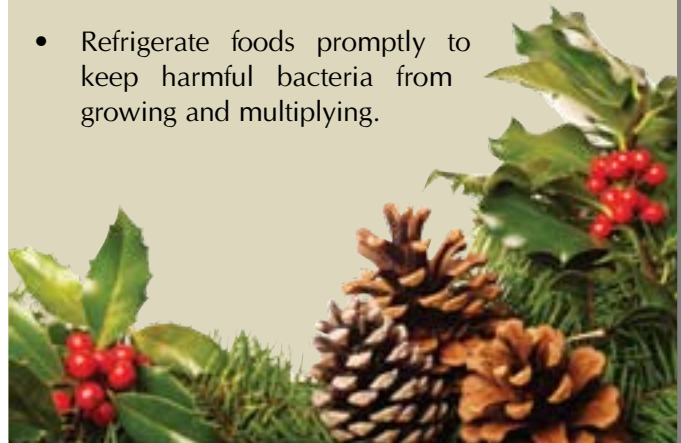 • Refrigerate foods promptly to
keep harmful bacteria from
growing and multiplying.